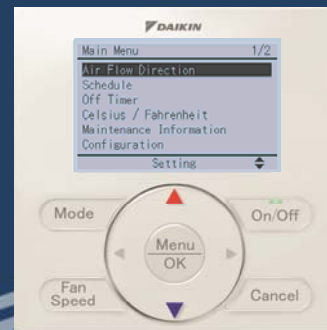 DAIKIN
Main Menu 1/2
Air Flow Direction
Schedule
Off Timer
Celsius / Fahrenheit
Maintenance Information
Configuration
Setting
Mode
On/Off
Menu
OK
Fan
Speed
Cancel